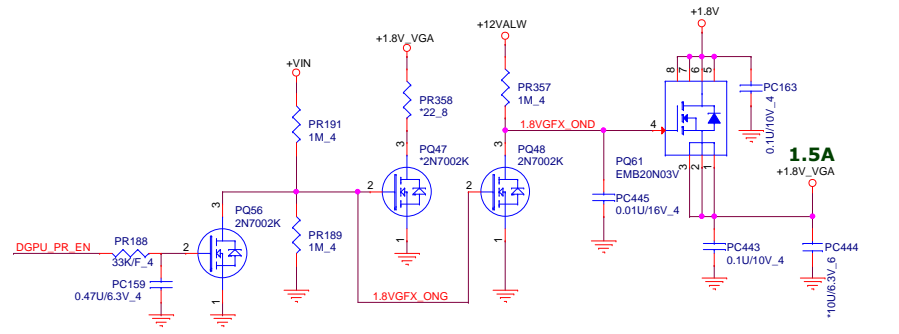 +1.8V
+12VALW
+1.8V_VGA
+VIN
8
7
6
5
PC163
0.1U/10V_4
PR358
*22_8
PR357
1M_4
PR191
1M_4
1.8VGFX_OND
4
3
PQ47
*2N7002K
3
PQ48
2N7002K
PQ61
EMB20N03V
3
2
1
1.5A
+1.8V_VGA
2
2
PC445
0.01U/16V_4
3
PQ56
2N7002K
DGPU_PR_EN
PR188
33K/F_4
2
PR189
1M_4
1
1
PC443
0.1U/10V_4
PC444
*10U/6.3V_6
PC159
0.47U/6.3V_4
1
1.8VGFX_ONG